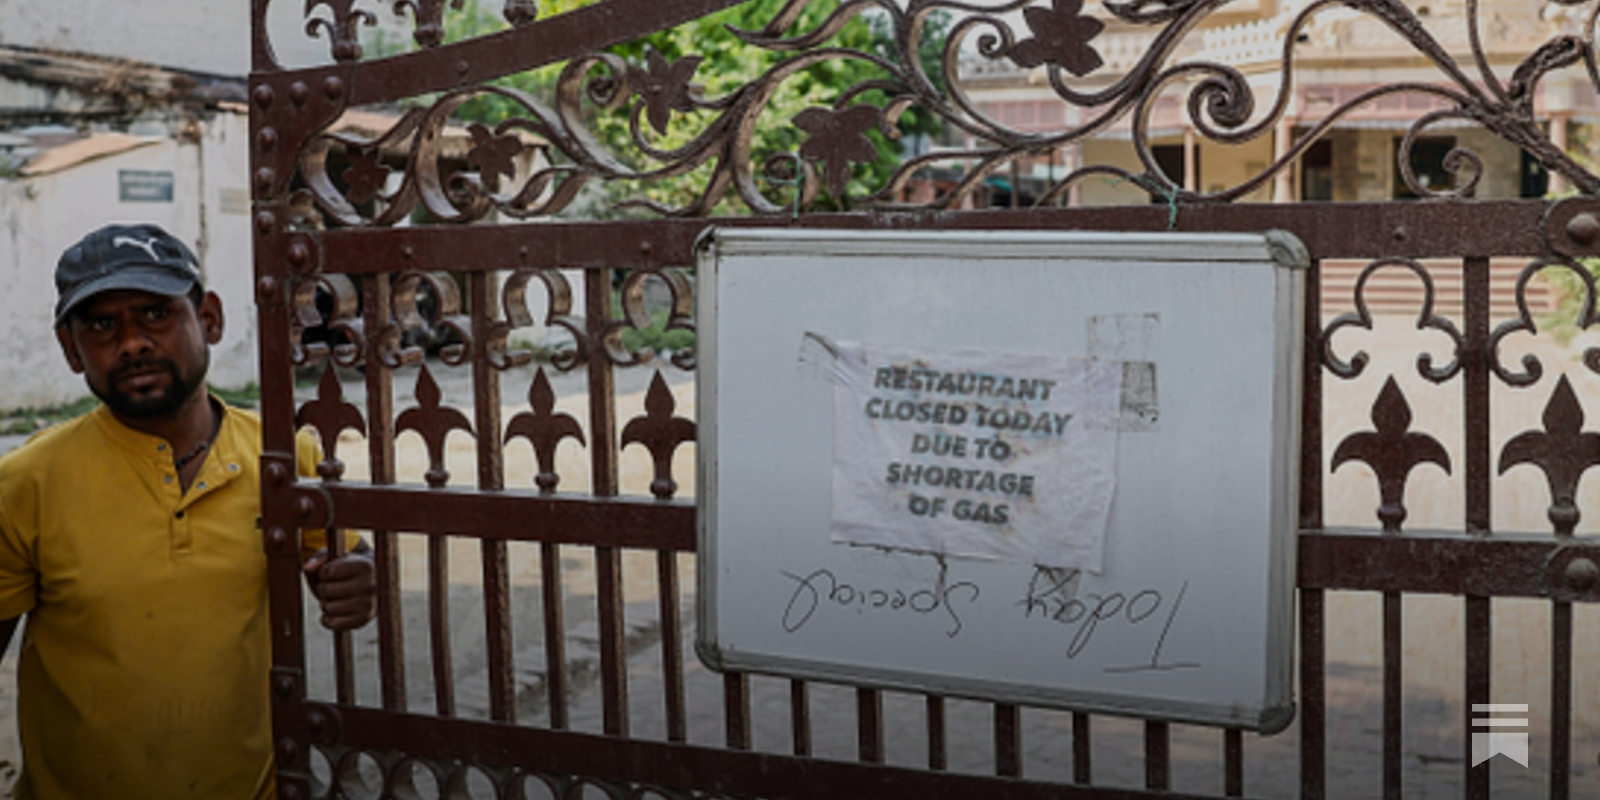 RESTAURANT
CLOSED TODAY
DUE TO
SHORTAGE
OF GAS
Today Special